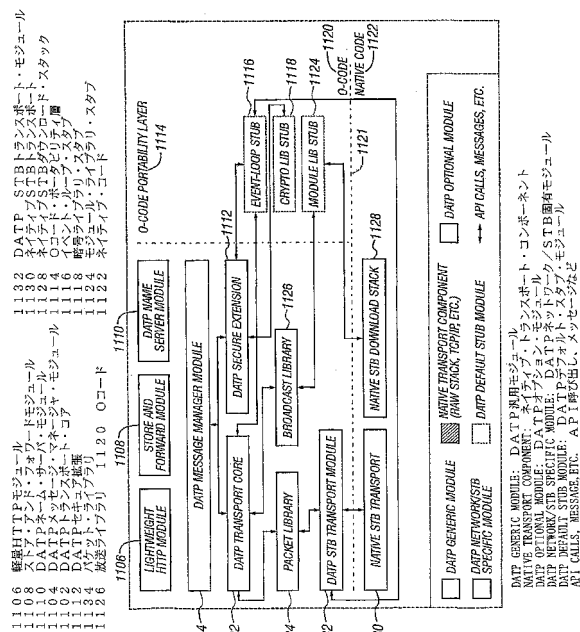 1106 軽量HTTPモジュール
1108 ストアアンド・フォワードモジュール
1110 DATPネーム・サーバ・モジュール
1104 DATPメッセージ・マネージャ・モジュール
1102 DATPトランスポート・コア
1112 DATPセキュア拡張
1134 パケット・ライブラリ
1126 放送ライブラリ 1120 Oコード
1132 DATP STBトランスポート・モジュール
1130 ネイティブSTBトランスポート
1128 ネイティブSTBダウンロード・スタック
1114 Oコード・ポータビリティ層
1116 イベント・ループ・スタブ
1118 暗号ライブラリ・スタブ
1124 モジュール・ライブラリ・スタブ
1122 ネイティブ・コード
1106
1108
1110
LIGHTWEIGHT HTTP MODULE
STORE AND FORWARD MODULE
DATP NAME SERVER MODULE
O-CODE PORTABILITY LAYER
1114
4
DATP MESSAGE MANAGER MODULE
1112
2
DATP TRANSPORT CORE
DATP SECURE EXTENSION
EVENT-LOOP STUB
1116
1126
CRYPTO LIB STUB
1118
PACKET LIBRARY
BROADCAST LIBRARY
MODULE LIB STUB
1124
DATP STB TRANSPORT MODULE
1120
O-CODE
1121
NATIVE CODE
1122
NATIVE STB TRANSPORT
NATIVE STB DOWNLOAD STACK
1128
DATP GENERIC MODULE
NATIVE TRANSPORT COMPONENT (RAW STACK, TCP/IP, ETC.)
DATP OPTIONAL MODULE
DATP NETWORK/STB SPECIFIC MODULE
DATP DEFAULT STUB MODULE
API CALLS, MESSAGES, ETC.
DATP GENERIC MODULE: DATP汎用モジュール
NATIVE TRANSPORT COMPONENT: ネイティブ・トランスポート・コンポーネント
DATP OPTIONAL MODULE: DATPオプション・モジュール
DATP NETWORK/STB SPECIFIC MODULE: DATPネットワーク/STB固有モジュール
DATP DEFAULT STUB MODULE: DATPデフォルト・スタブ・モジュール
API CALLS, MESSAGE, ETC. API呼び出し、メッセージなど